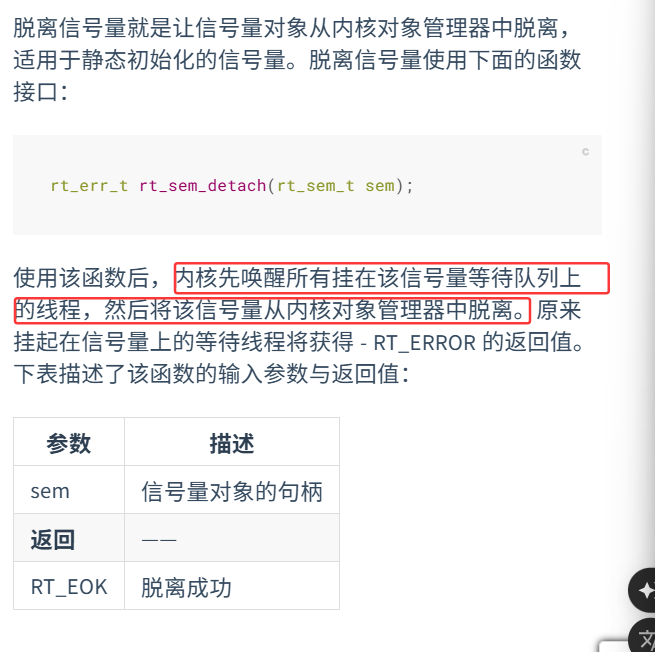 脱离信号量就是让信号量对象从内核对象管理器中脱离，
适用于静态初始化的信号量。脱离信号量使用下面的函数
接口：
c
rt_err_t rt_sem_detach(rt_sem_t sem);
使用该函数后，内核先唤醒所有挂在该信号量等待队列上
的线程，然后将该信号量从内核对象管理器中脱离。原来
挂起在信号量上的等待线程将获得 - RT_ERROR 的返回值。
下表描述了该函数的输入参数与返回值：
参数 描述
sem 信号量对象的句柄
返回 ——
RT_EOK 脱离成功